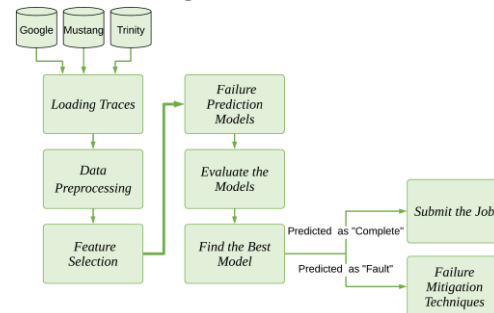 Google
Mustang
Trinity
Loading Traces
Data
Preprocessing
Feature
Selection
Failure
Prediction
Models
Evaluate the
Models
Find the Best
Model
Predicted as "Complete"
Submit the Job
Predicted as "Fault"
Failure
Mitigation
Techniques